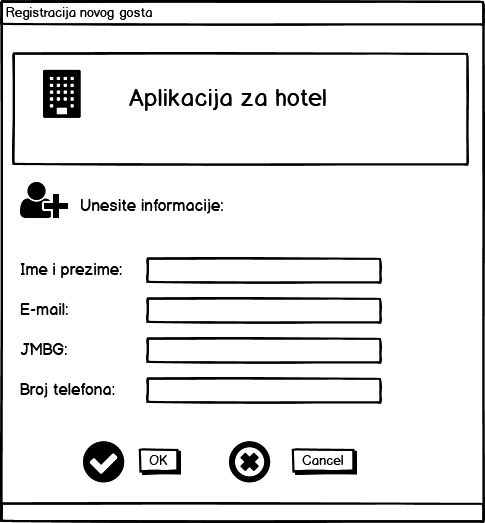 Registracija novog gosta
Aplikacija za hotel
Unesite informacije:
Ime i prezime:
E-mail:
JMBG:
Broj telefona:
OK
Cancel